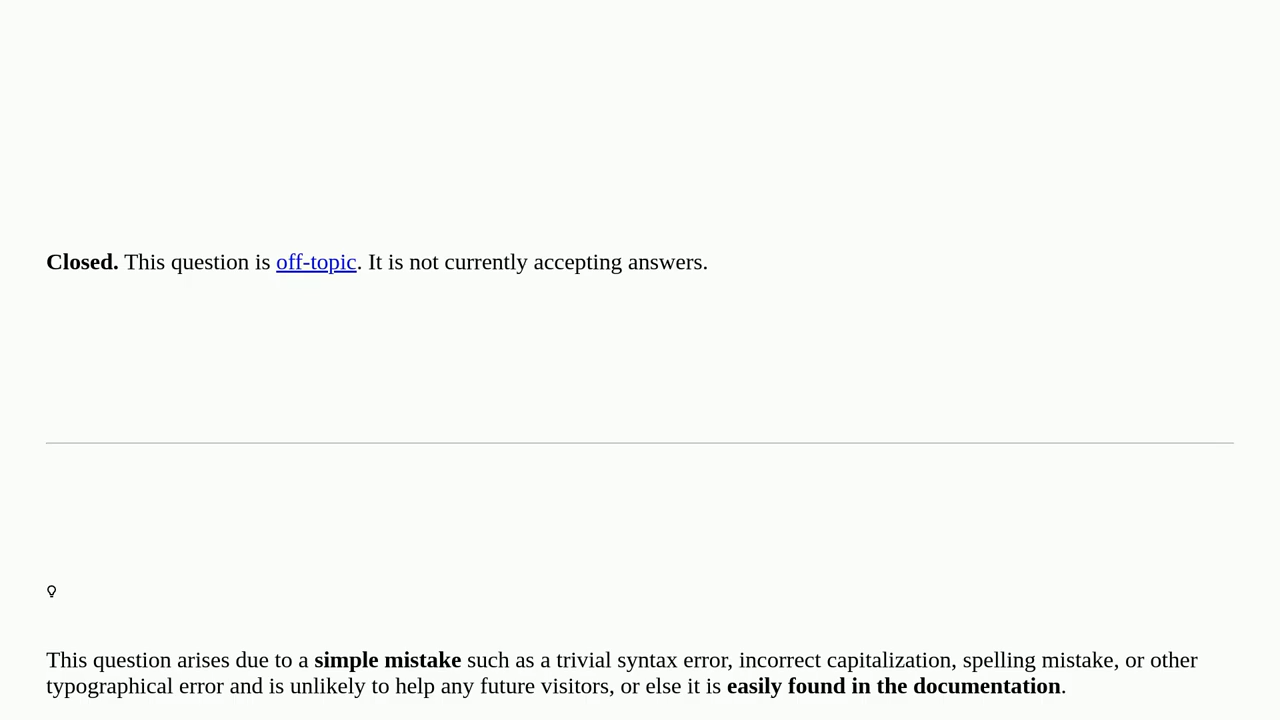 Closed. This question is off-topic. It is not currently accepting answers.
This question arises due to a simple mistake such as a trivial syntax error, incorrect capitalization, spelling mistake, or other
typographical error and is unlikely to help any future visitors, or else it is easily found in the documentation.